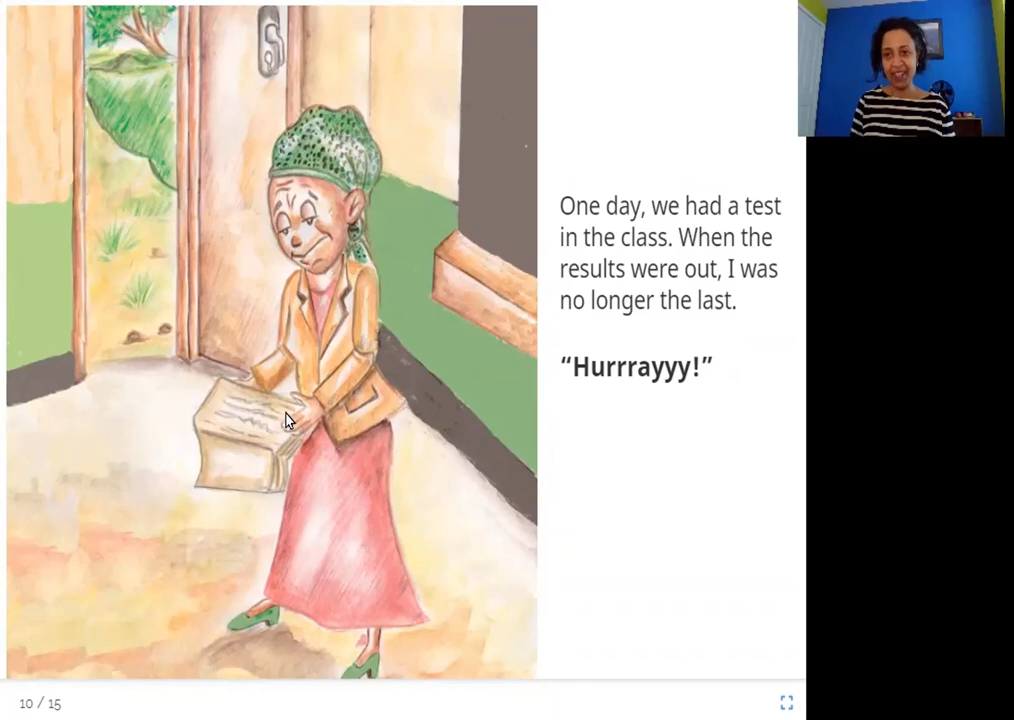 One day, we had a test
in the class. When the
results were out, I was
no longer the last.
“Hurrrayyy!”
10 / 15